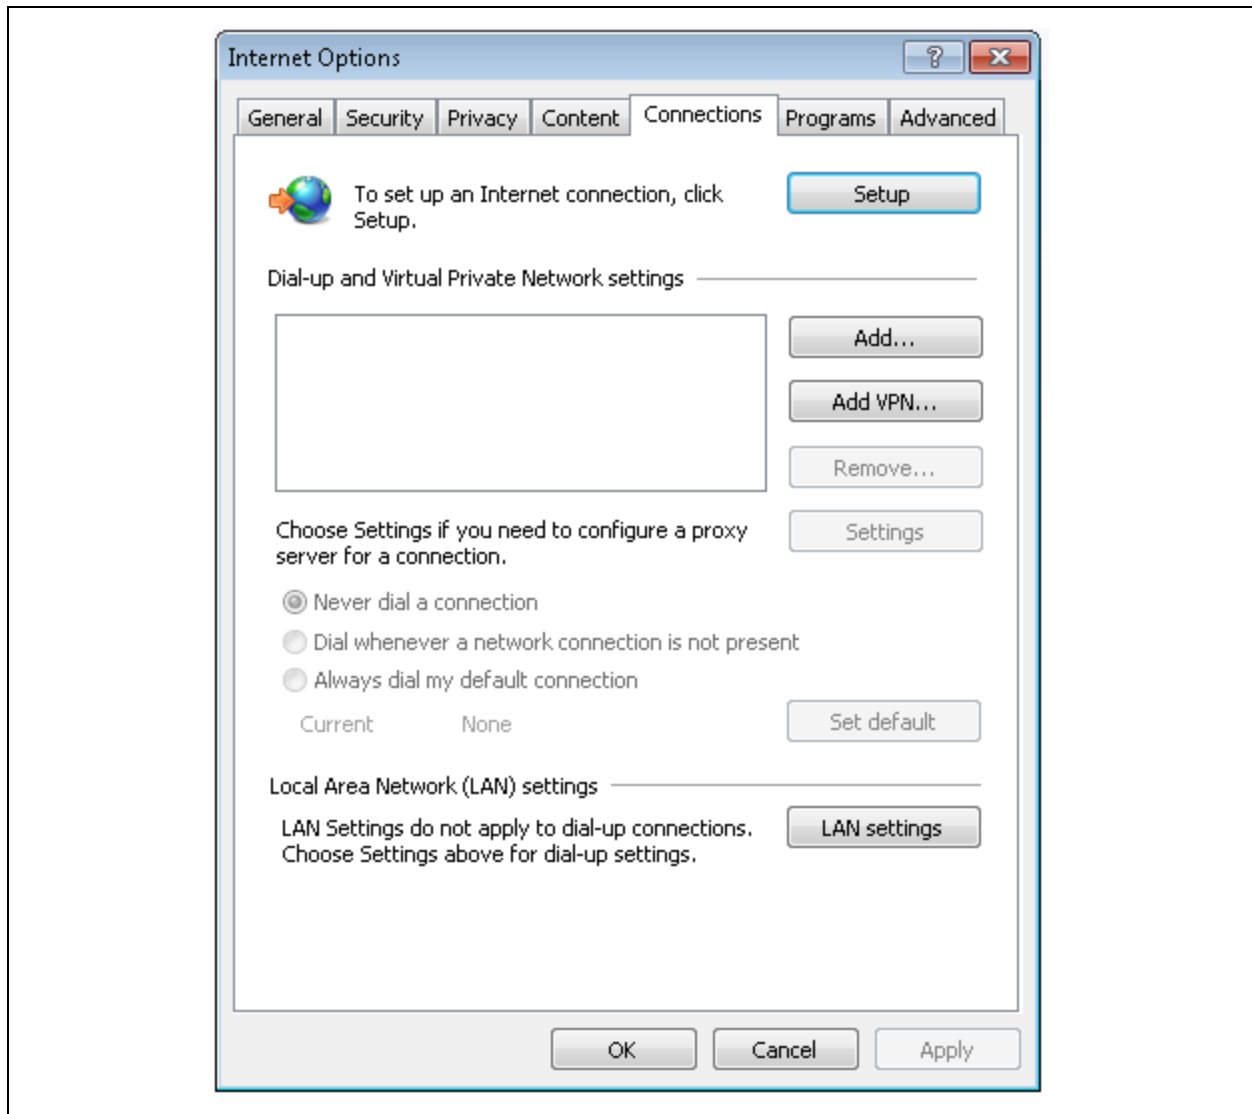 Internet Options
General Security Privacy Content Connections Programs Advanced
To set up an Internet connection, click
Setup.
Setup
Dial-up and Virtual Private Network settings
Add...
Add VPN...
Remove...
Choose Settings if you need to configure a proxy
server for a connection.
Settings
Never dial a connection
Dial whenever a network connection is not present
Always dial my default connection
Current None
Set default
Local Area Network (LAN) settings
LAN Settings do not apply to dial-up connections.
Choose Settings above for dial-up settings.
LAN settings
OK Cancel Apply